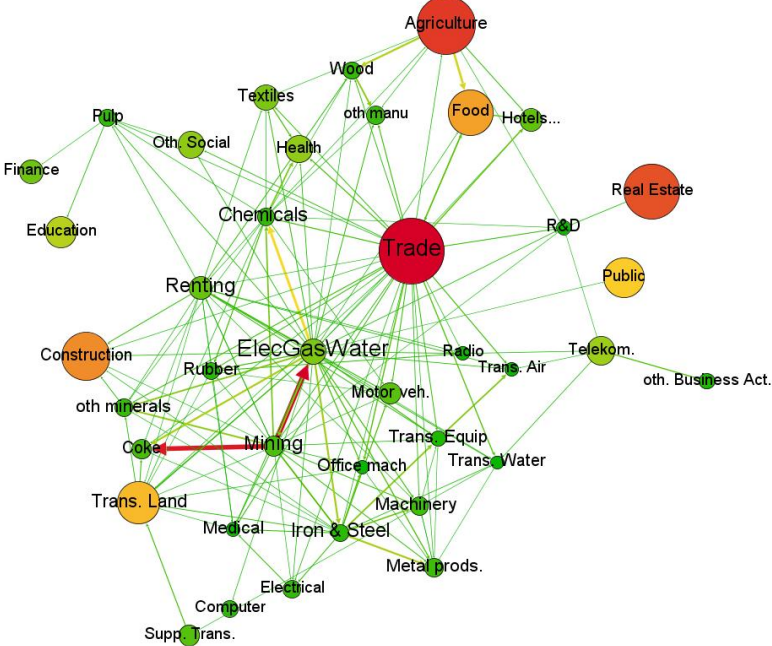 Agriculture
Wood
Textiles
oth manu
Food
Hotels...
Pulp
Oth. Social
Health
Finance
Real Estate
Chemicals
R&D
Education
Trade
Public
Renting
ElecGasWater
Construction
Rubber
Radio
Telekom.
Trans. Air
oth. Business Act.
Motor veh.
oth minerals
Coke
Mining
Trans. Equip
Office mach
Trans. Water
Trans. Land
Machinery
Medical
Iron & Steel
Metal prods.
Electrical
Computer
Supp. Trans.